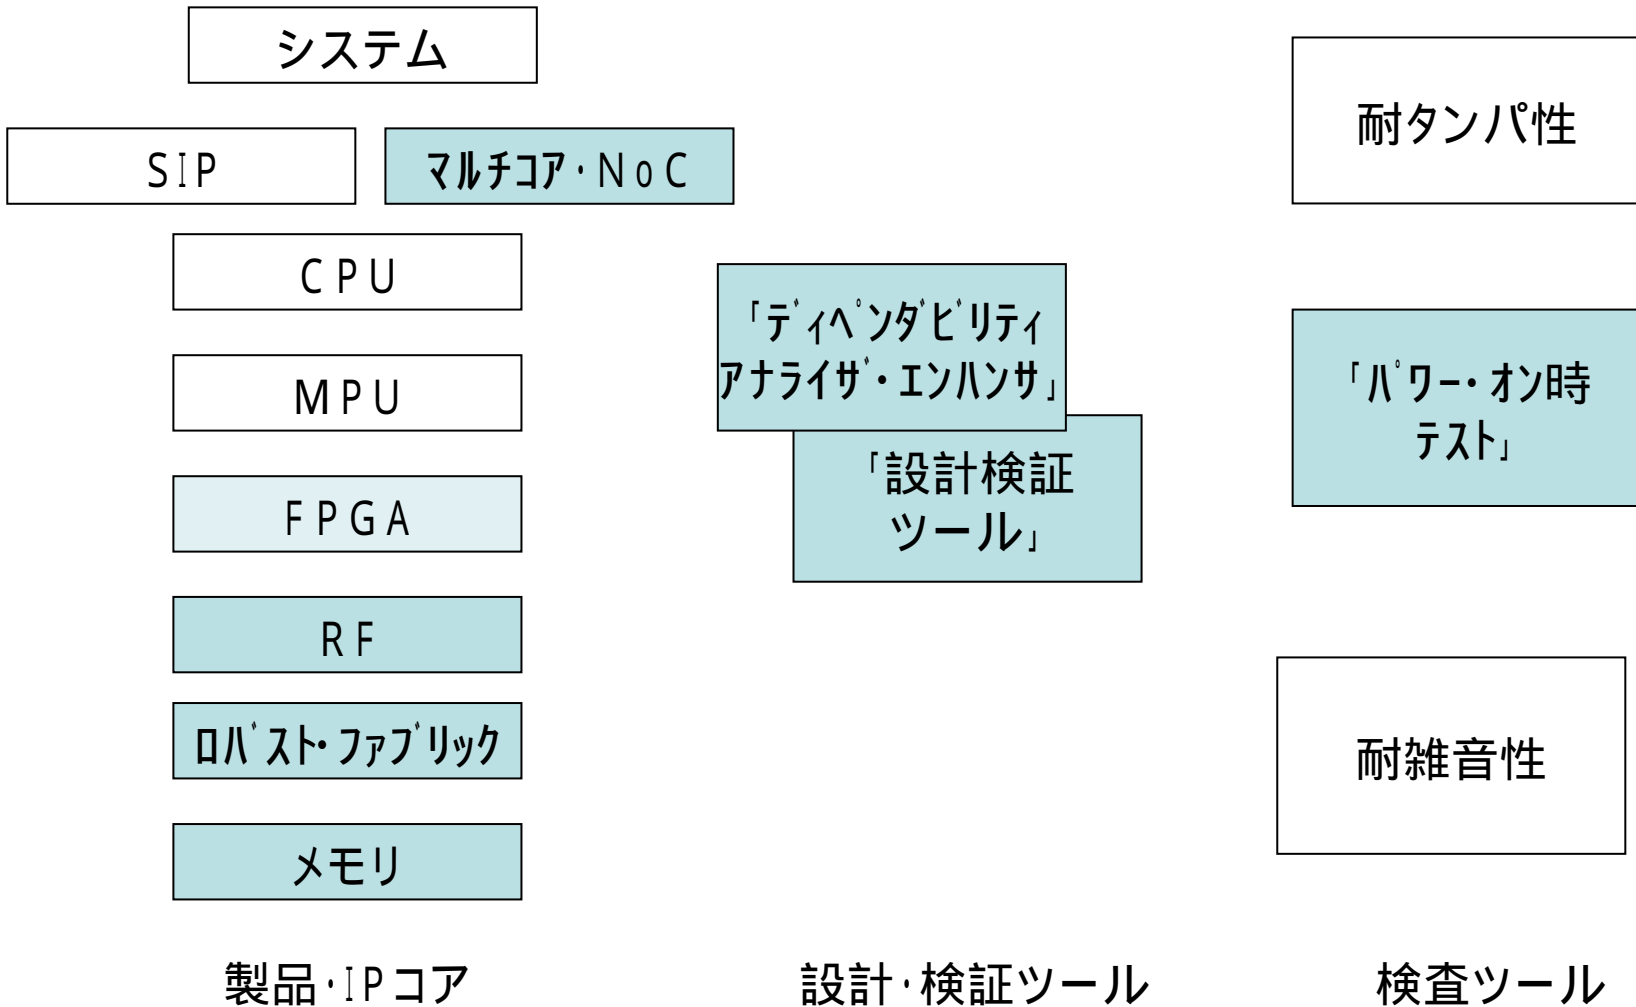 システム
SIP
マルチコア・NoC
CPU
MPU
FPGA
RF
ロバスト・ファブリック
メモリ
製品・IPコア
「ディペンダビリティ
アナライザ・エンハンサ」
「設計検証
ツール」
設計・検証ツール
耐タンパ性
「パワー・オン時
テスト」
耐雑音性
検査ツール